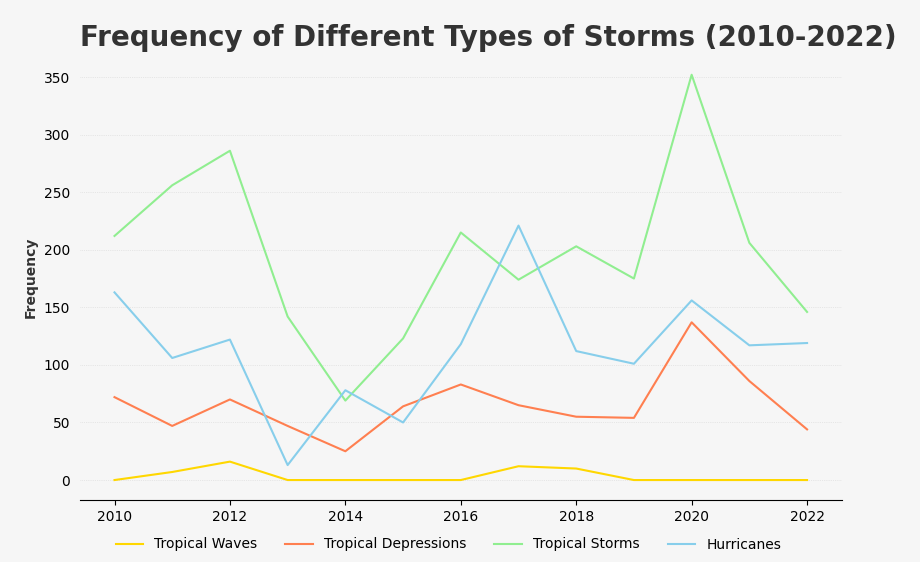 Frequency of Different Types of Storms (2010-2022)
350
300
250
200
150
100
50
0
Frequency
2010 2012 2014 2016 2018 2020 2022
Tropical Waves Tropical Depressions Tropical Storms Hurricanes